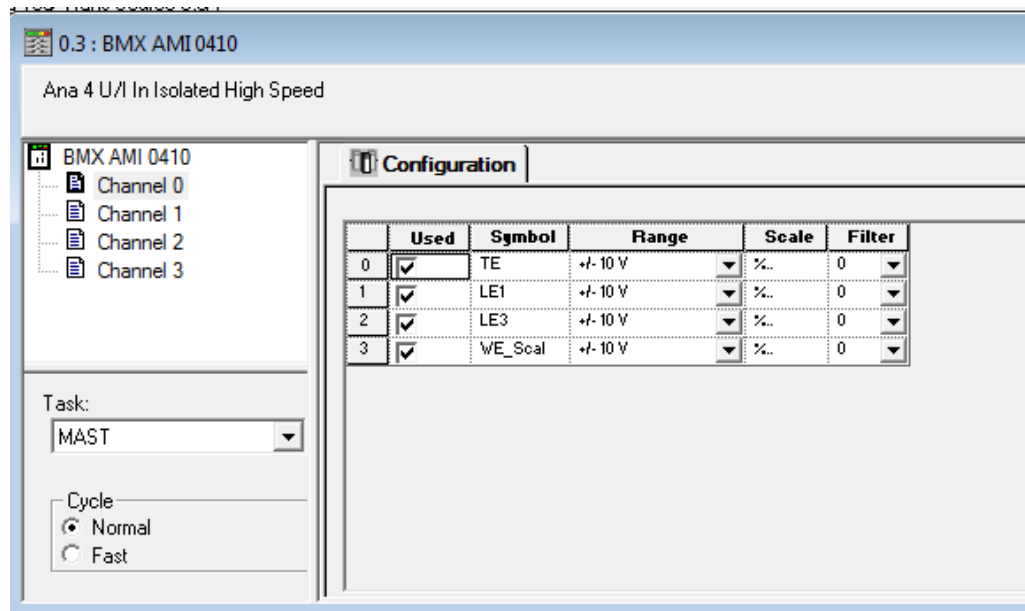 0.3 : BMX AMI 0410
Ana 4 U/I In Isolated High Speed
BMX AMI 0410
Channel 0
Channel 1
Channel 2
Channel 3
Task:
MAST
Cycle
Normal
Fast
Configuration
Used Symbol Range Scale Filter
0 TE +/- 10 V %.. 0
1 LE1 +/- 10 V %.. 0
2 LE3 +/- 10 V %.. 0
3 WE_Scal +/- 10 V %.. 0